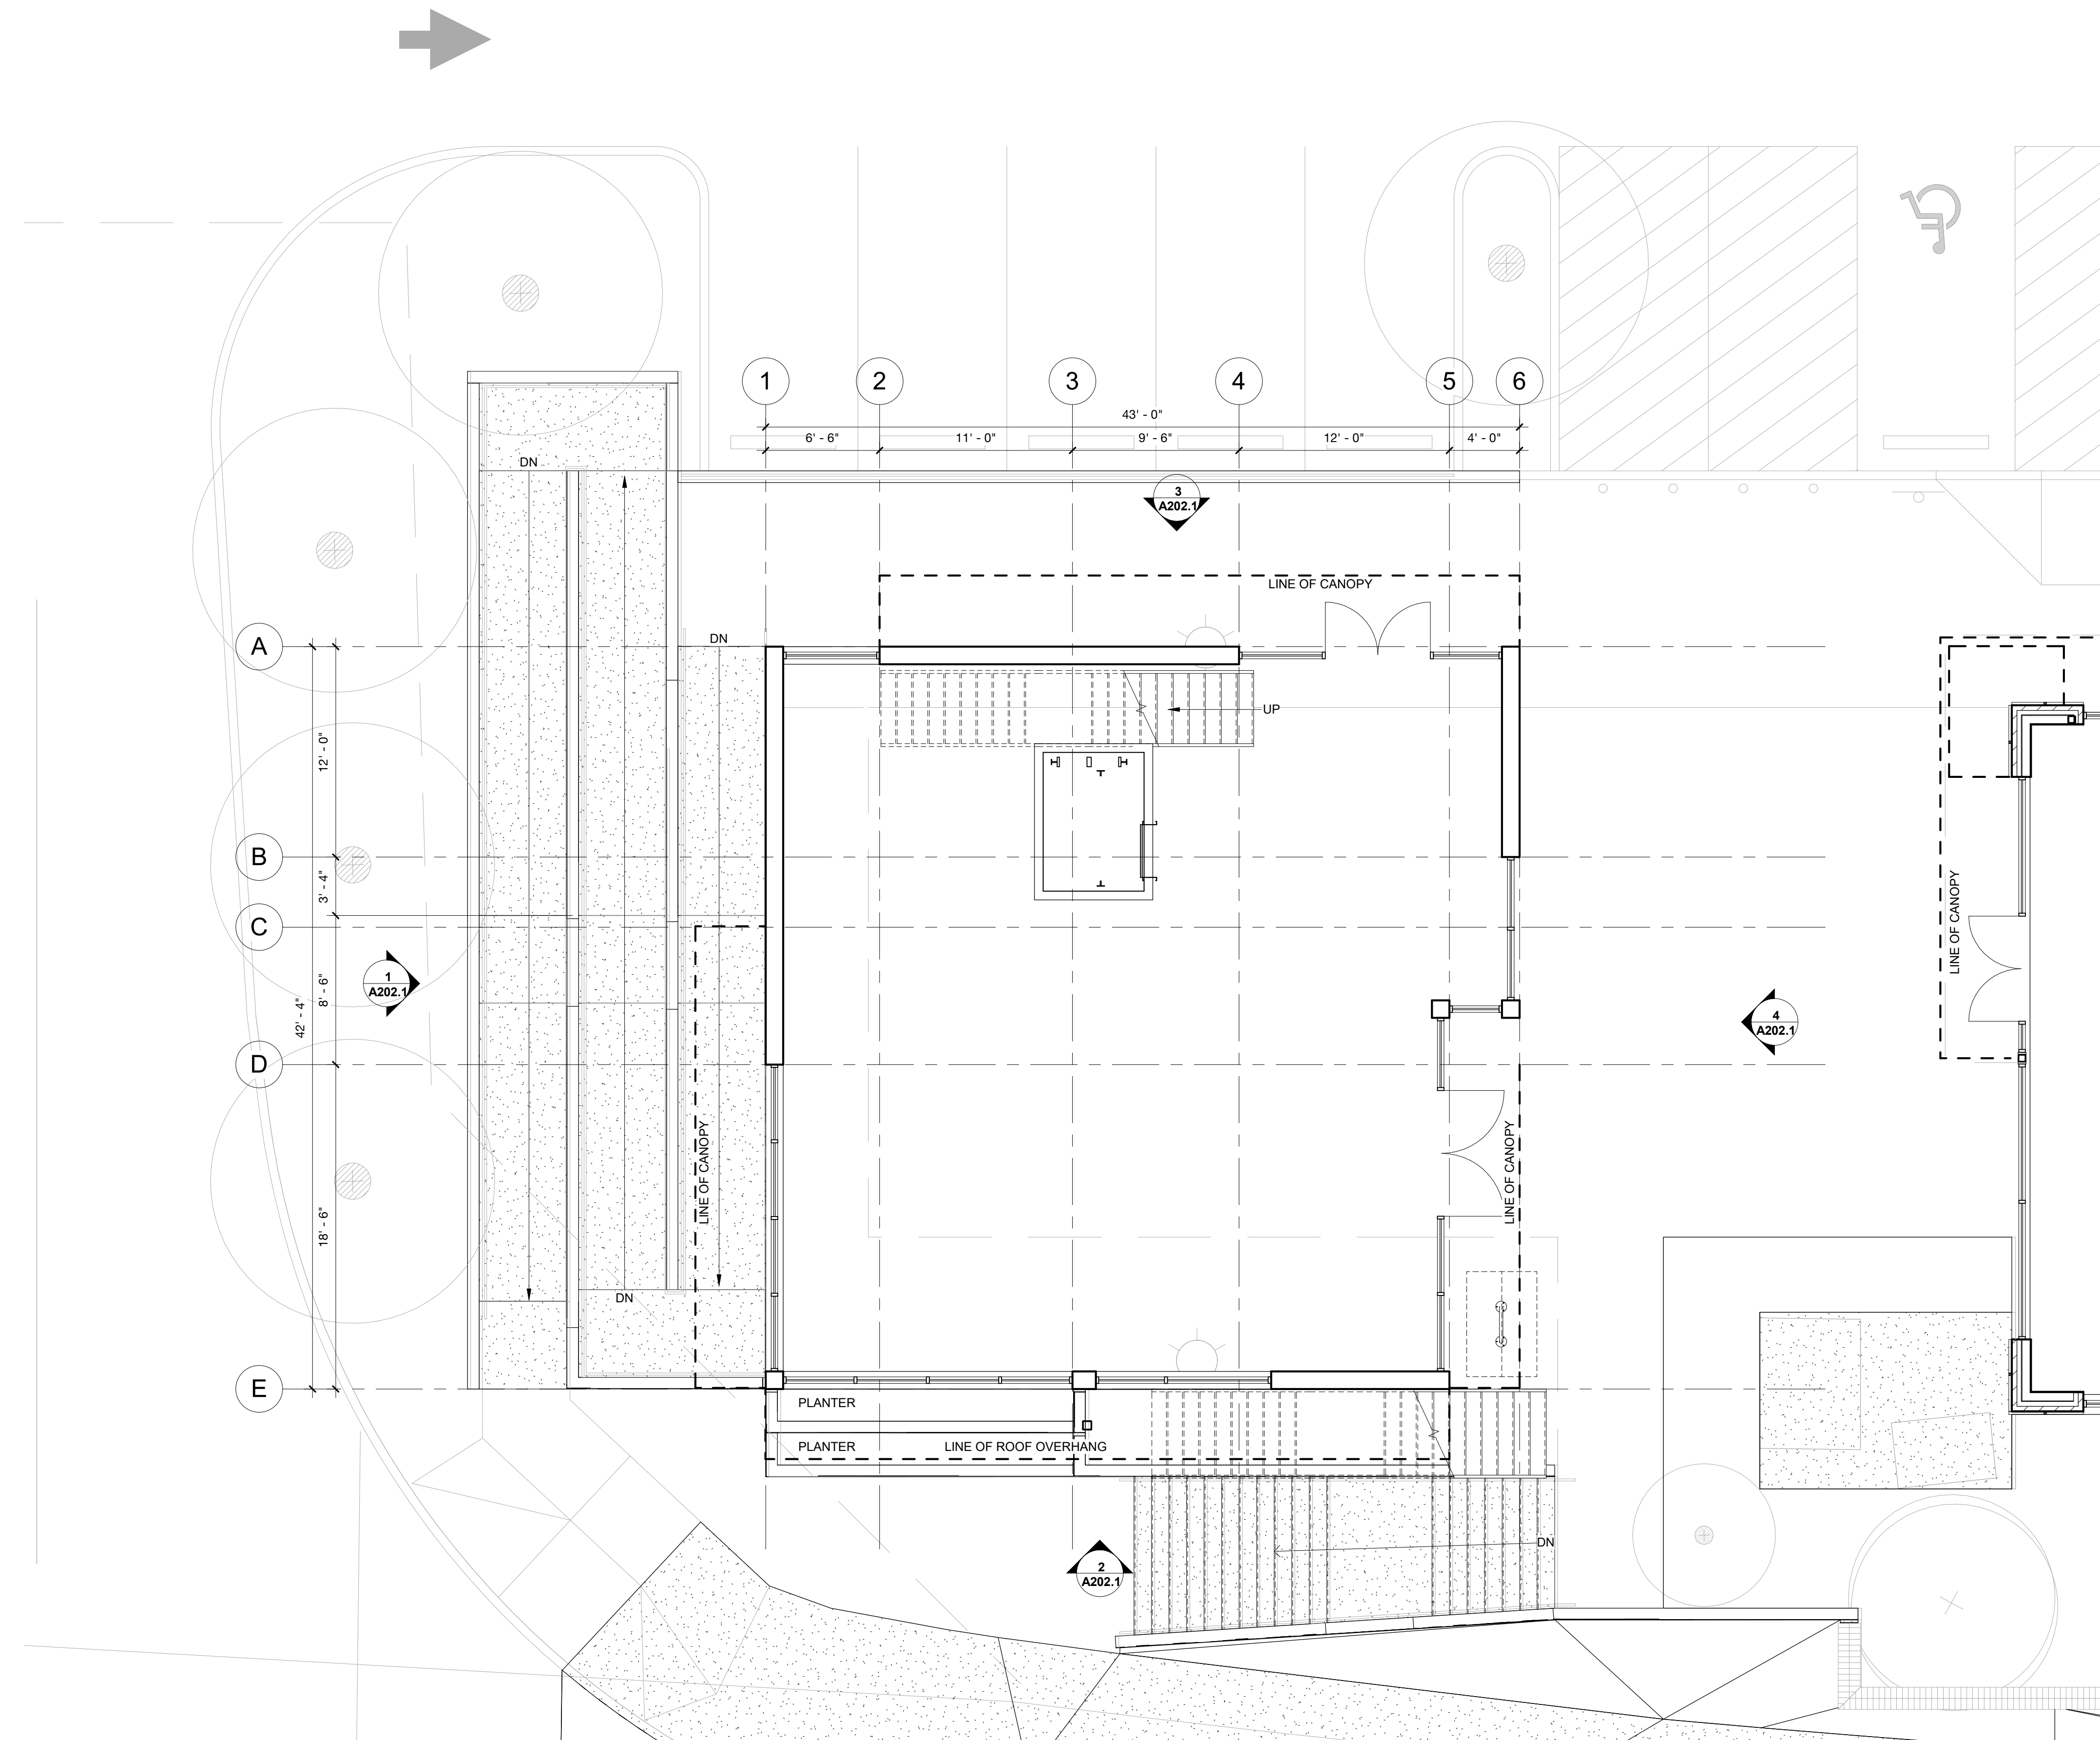 1 2 3 4 5 6
43' - 0"
6' - 6" 11' - 0" 9' - 6" 12' - 0" 4' - 0"
DN
3
A202.1
LINE OF CANOPY
A
DN
UP
12' - 0"
B
3' - 4"
C
LINE OF CANOPY
1
A202.1
8' - 6"
42' - 4"
4
A202.1
D
LINE OF CANOPY
LINE OF CANOPY
18' - 6"
DN
E
PLANTER
PLANTER
LINE OF ROOF OVERHANG
DN
2
A202.1